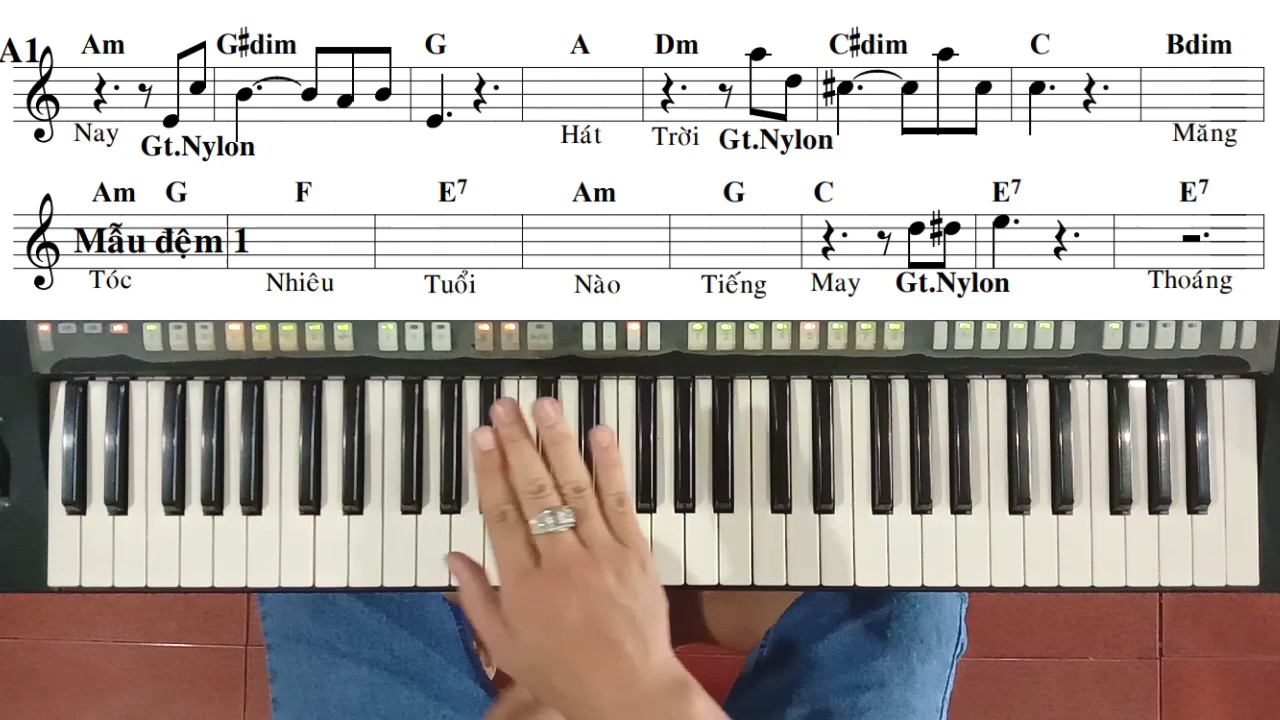 A1 Am G#dim G A Dm C#dim C Bdim
Nay Gt.Nylon Hát Trời Gt.Nylon Măng
Am G F E7 Am G C E7 E7
Mẫu đệm 1
Tóc Nhiêu Tuổi Nào Tiếng May Gt.Nylon Thoáng